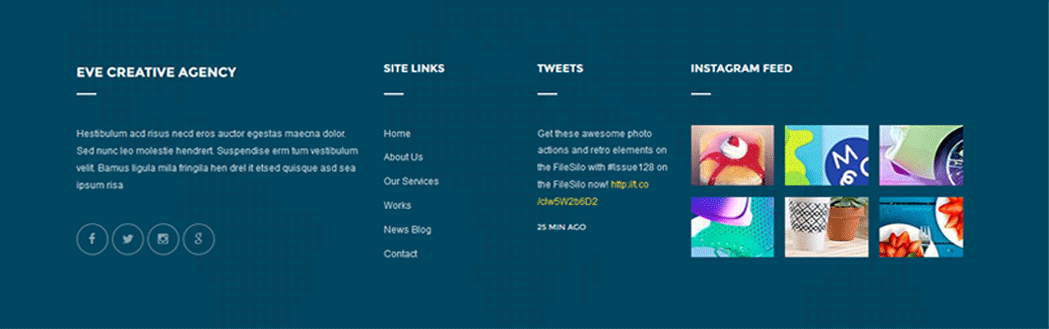 EVE CREATIVE AGENCY
Hestibulum acd risus necd eros auctor egestas maecna dolor.
Sed nunc leo molestie hendrert. Suspendise erm tum vestibulum
velit. Bamus ligula mila fringila hen drel it etsed quisque asd sea
ipsum risa
SITE LINKS
Home
About Us
Our Services
Works
News Blog
Contact
TWEETS
Get these awesome photo
actions and retro elements on
the FileSilo with #Issue128 on
the FileSilo now! http://t.co
/clw5W2b6D2
25 MIN AGO
INSTAGRAM FEED